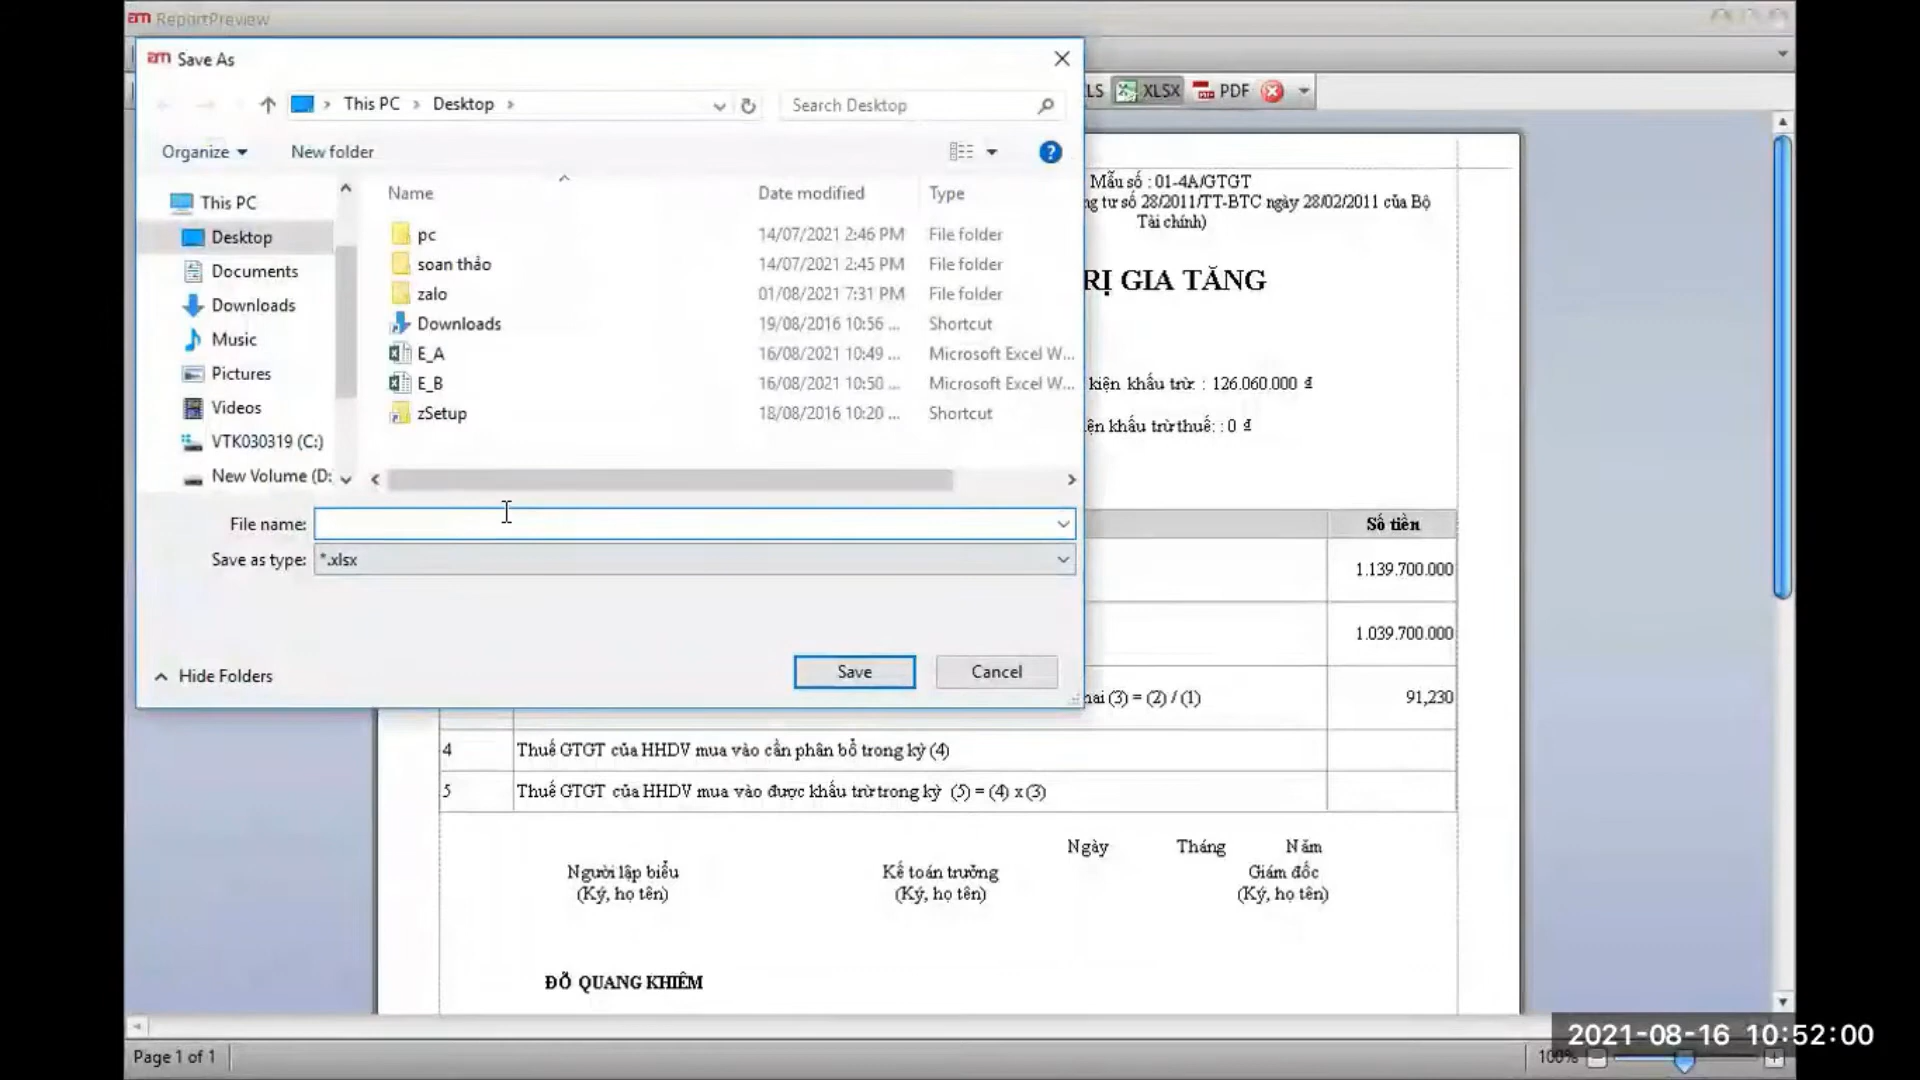 am ReportPreview
am Save As
This PC > Desktop >
Search Desktop
LS XLSX PDF
Organize
New folder
Name Date modified Type
This PC
Desktop
Documents
Downloads
Music
Pictures
Videos
VTK030319 (C:)
New Volume (D:
pc 14/07/2021 2:46 PM File folder
soan thảo 14/07/2021 2:45 PM File folder
zalo 01/08/2021 7:31 PM File folder
Downloads 19/08/2016 10:56 ... Shortcut
E_A 16/08/2021 10:49 ... Microsoft Excel W...
E_B 16/08/2021 10:50 ... Microsoft Excel W...
zSetup 18/08/2016 10:20 ... Shortcut
File name:
Save as type: *.xlsx
Hide Folders
Save
Cancel
Mẫu số : 01-4A/GTGT
ng tư số 28/2011/TT-BTC ngày 28/02/2011 của Bộ
Tài chính)
RỊ GIA TĂNG
kiện khấu trừ : 126.060.000 đ
ện khấu trừ thuế: : 0 đ
Số tiền
1.139.700.000
1.039.700.000
hai (3) = (2) / (1) 91,230
4 Thuế GTGT của HHDV mua vào cần phân bổ trong kỳ (4)
5 Thuế GTGT của HHDV mua vào được khấu trừ trong kỳ (5) = (4) x (3)
Ngày Tháng Năm
Người lập biểu Kế toán trưởng Giám đốc
(Ký, họ tên) (Ký, họ tên) (Ký, họ tên)
ĐỖ QUANG KHIÊM
Page 1 of 1
100%
2021-08-16 10:52:00